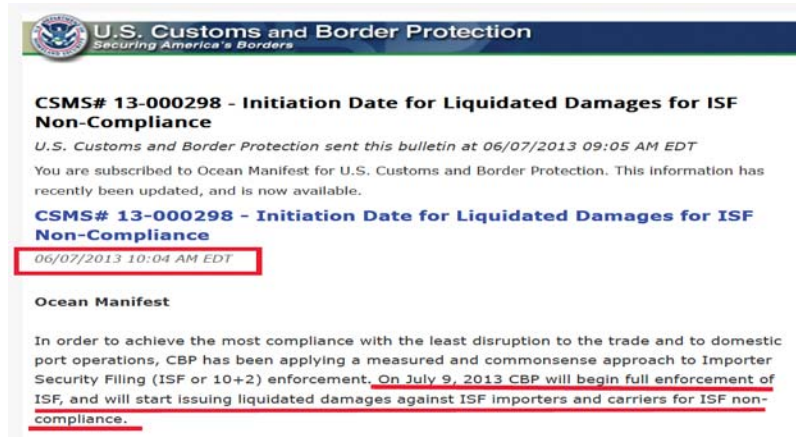 U.S. Customs and Border Protection
Securing America's Borders
CSMS# 13-000298 - Initiation Date for Liquidated Damages for ISF
Non-Compliance
U.S. Customs and Border Protection sent this bulletin at 06/07/2013 09:05 AM EDT
You are subscribed to Ocean Manifest for U.S. Customs and Border Protection. This information has
recently been updated, and is now available.
CSMS# 13-000298 - Initiation Date for Liquidated Damages for ISF
Non-Compliance
06/07/2013 10:04 AM EDT
Ocean Manifest
In order to achieve the most compliance with the least disruption to the trade and to domestic
port operations, CBP has been applying a measured and commonsense approach to Importer
Security Filing (ISF or 10+2) enforcement. On July 9, 2013 CBP will begin full enforcement of
ISF, and will start issuing liquidated damages against ISF importers and carriers for ISF non-
compliance.